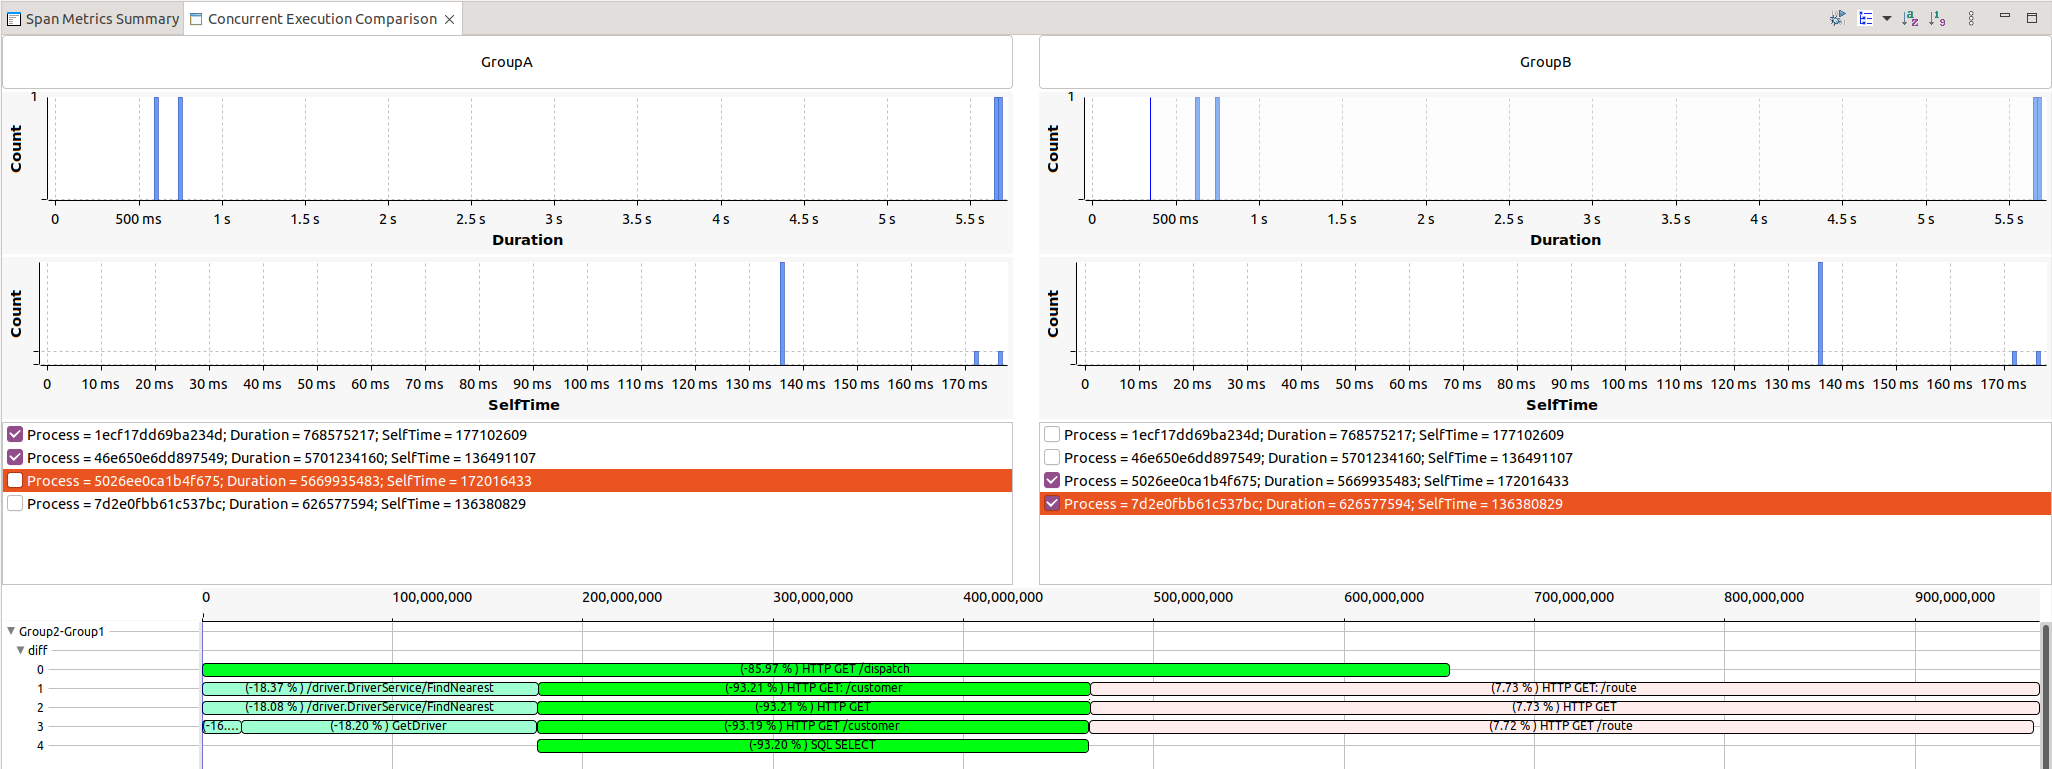 Span Metrics Summary
Concurrent Execution Comparison
GroupA
GroupB
1
Count
0 500 ms 1 s 1.5 s 2 s 2.5 s 3 s 3.5 s 4 s 4.5 s 5 s 5.5 s
Duration
1
Count
0 500 ms 1 s 1.5 s 2 s 2.5 s 3 s 3.5 s 4 s 4.5 s 5 s 5.5 s
Duration
Count
0 10 ms 20 ms 30 ms 40 ms 50 ms 60 ms 70 ms 80 ms 90 ms 100 ms 110 ms 120 ms 130 ms 140 ms 150 ms 160 ms 170 ms
SelfTime
Count
0 10 ms 20 ms 30 ms 40 ms 50 ms 60 ms 70 ms 80 ms 90 ms 100 ms 110 ms 120 ms 130 ms 140 ms 150 ms 160 ms 170 ms
SelfTime
Process = 1ecf17dd69ba234d; Duration = 768575217; SelfTime = 177102609
Process = 46e650e6dd897549; Duration = 5701234160; SelfTime = 136491107
Process = 5026ee0ca1b4f675; Duration = 5669935483; SelfTime = 172016433
Process = 7d2e0fbb61c537bc; Duration = 626577594; SelfTime = 136380829
Process = 1ecf17dd69ba234d; Duration = 768575217; SelfTime = 177102609
Process = 46e650e6dd897549; Duration = 5701234160; SelfTime = 136491107
Process = 5026ee0ca1b4f675; Duration = 5669935483; SelfTime = 172016433
Process = 7d2e0fbb61c537bc; Duration = 626577594; SelfTime = 136380829
0 100,000,000 200,000,000 300,000,000 400,000,000 500,000,000 600,000,000 700,000,000 800,000,000 900,000,000
Group2-Group1
diff
0 (-85.97 % ) HTTP GET /dispatch
1 (-18.37 % ) /driver.DriverService/FindNearest (-93.21 % ) HTTP GET: /customer (7.73 % ) HTTP GET: /route
2 (-18.08 % ) /driver.DriverService/FindNearest (-93.21 % ) HTTP GET (7.73 % ) HTTP GET
3 (-16.... (-18.20 % ) GetDriver (-93.19 % ) HTTP GET /customer (7.72 % ) HTTP GET /route
4 (-93.20 % ) SQL SELECT